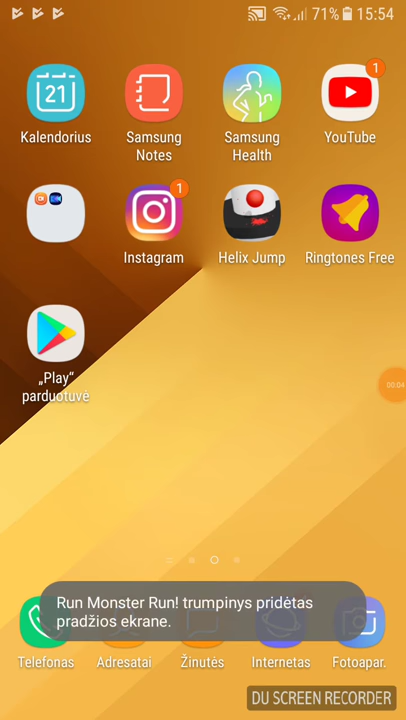 71% 15:54
21
1
Kalendorius
Samsung
Notes
Samsung
Health
YouTube
1
Instagram
Helix Jump
Ringtones Free
„Play“
parduotuvė
00:04
Run Monster Run! trumpinys pridėtas
pradžios ekrane.
Telefonas
Adresatai
Žinutės
Internetas
Fotoapar.
DU SCREEN RECORDER